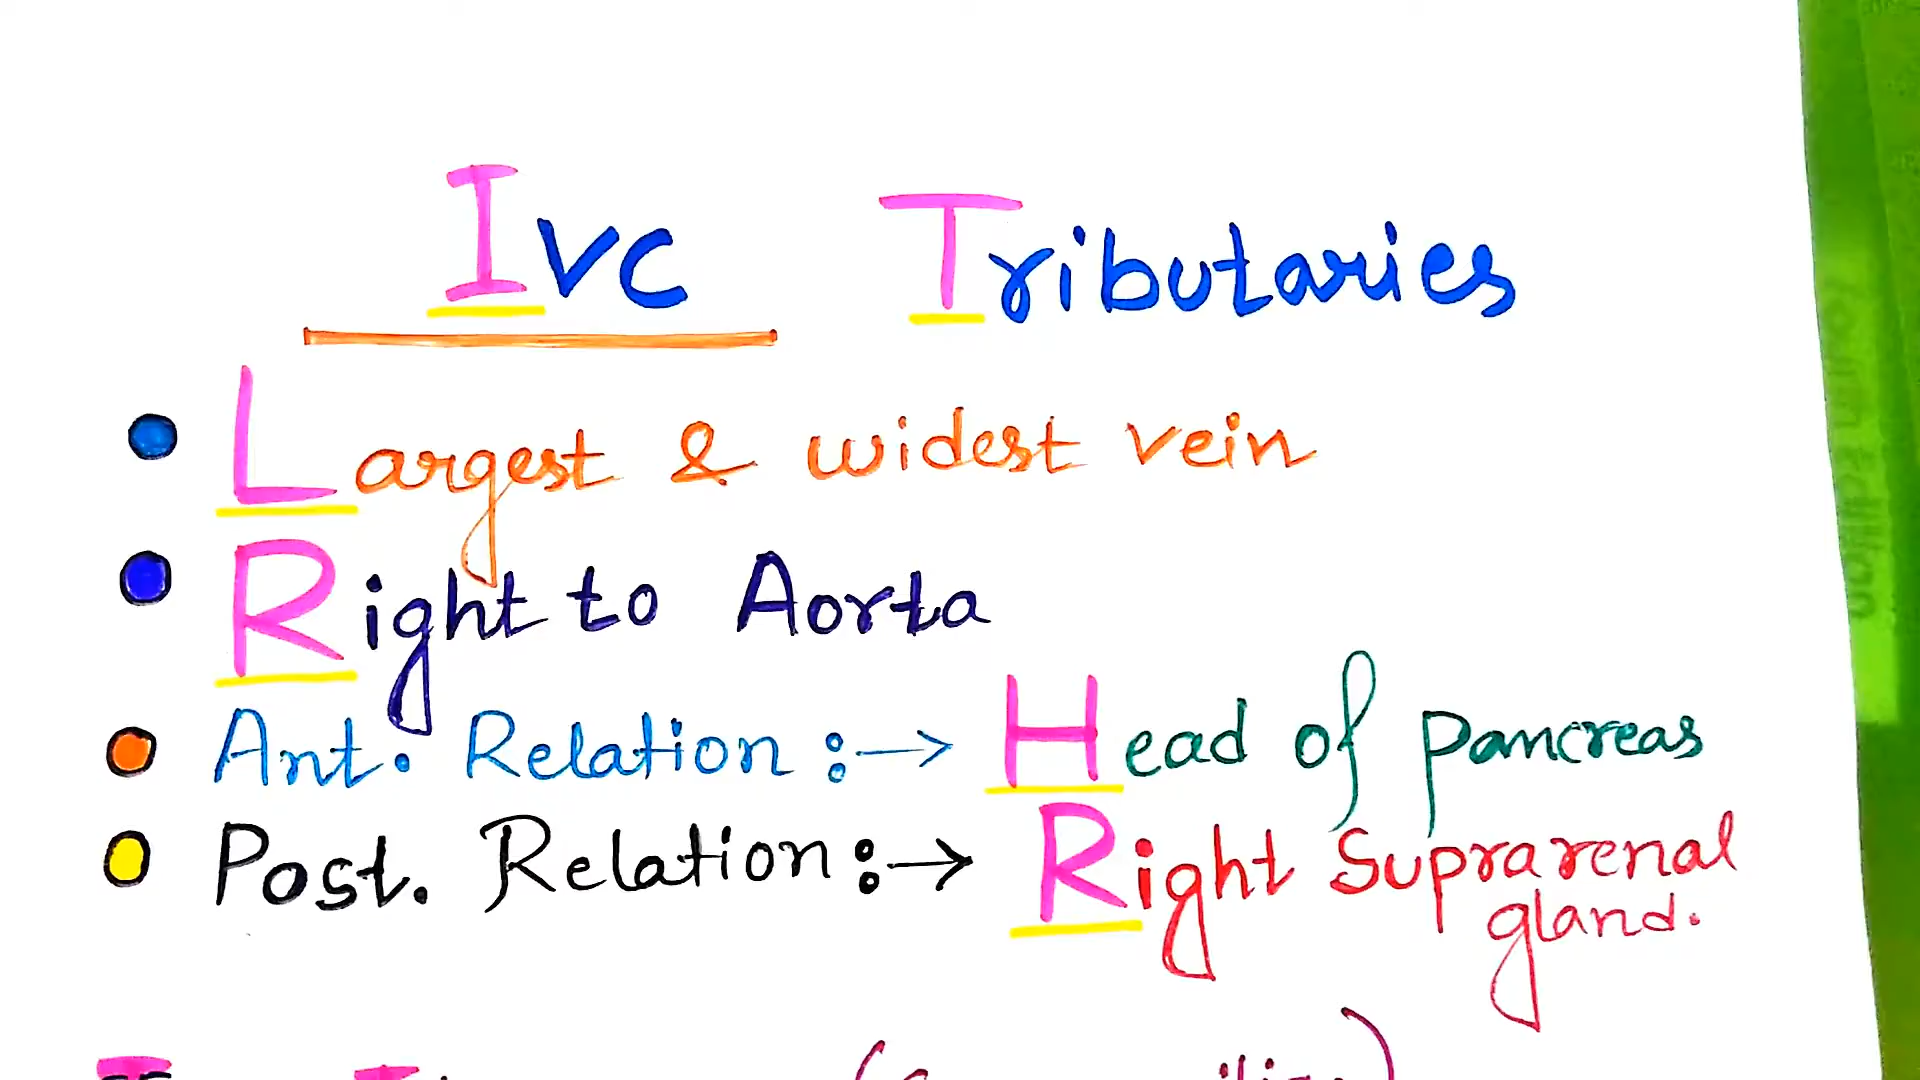 Ivc Tributaries
Largest & widest vein
Right to Aorta
Ant. Relation :→ Head of pancreas
Post. Relation :→ Right Suprarenal
gland.